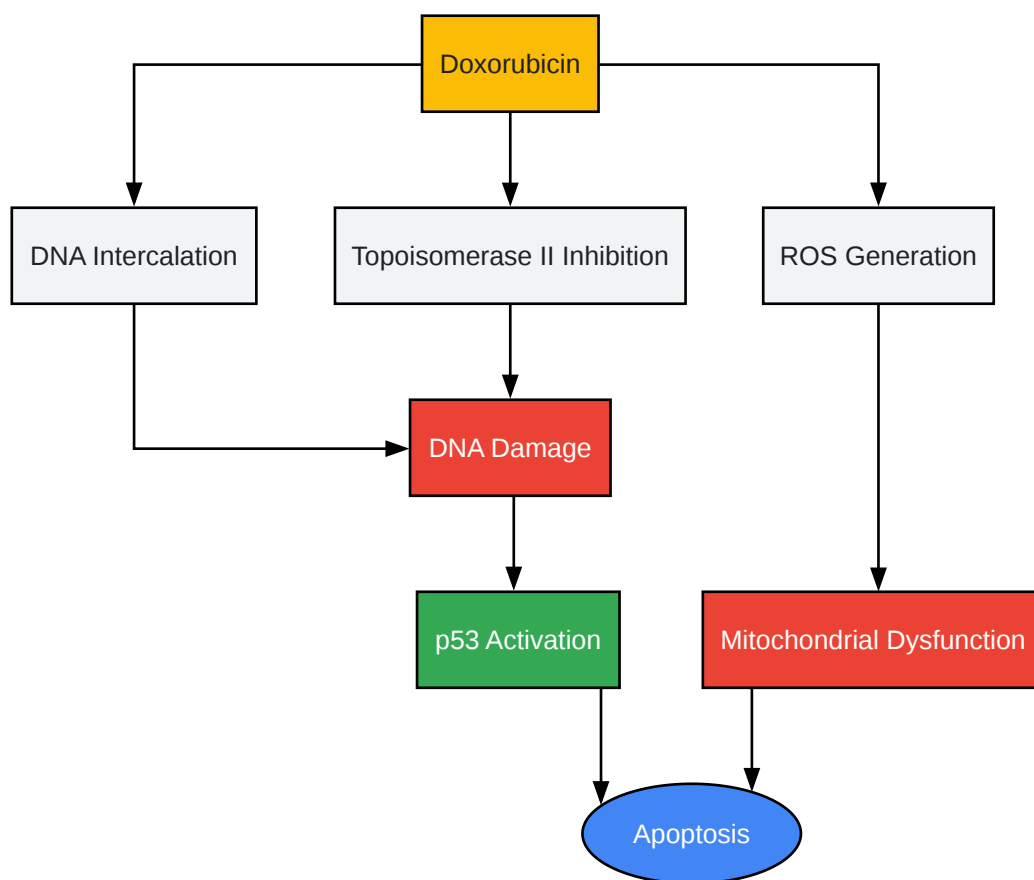 Doxorubicin
DNA Intercalation
Topoisomerase II Inhibition
ROS Generation
DNA Damage
p53 Activation
Mitochondrial Dysfunction
Apoptosis